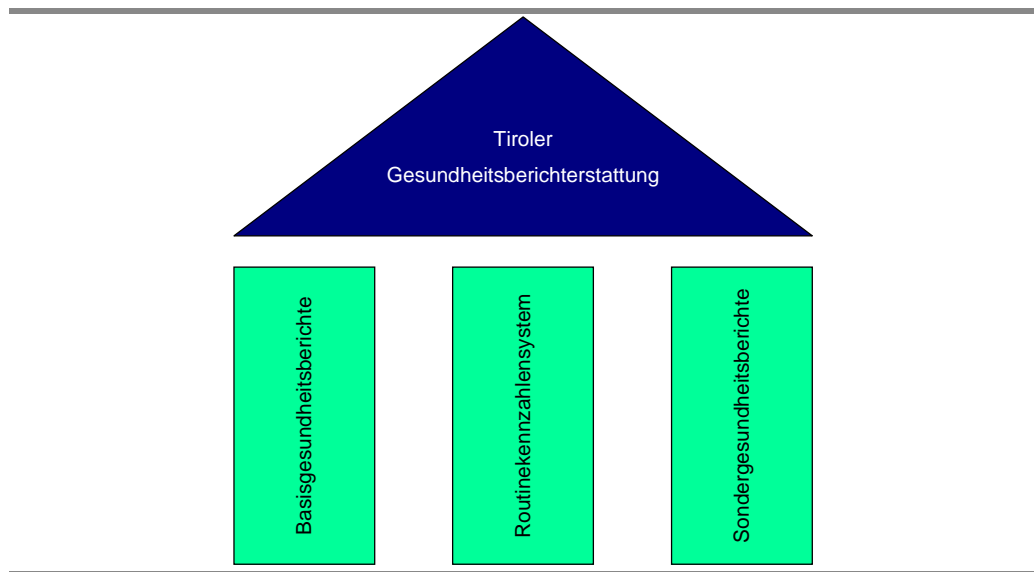 Tiroler
Gesundheitsberichterstattung
Basisgesundheitsberichte
Routinekennzahlensystem
Sondergesundheitsberichte